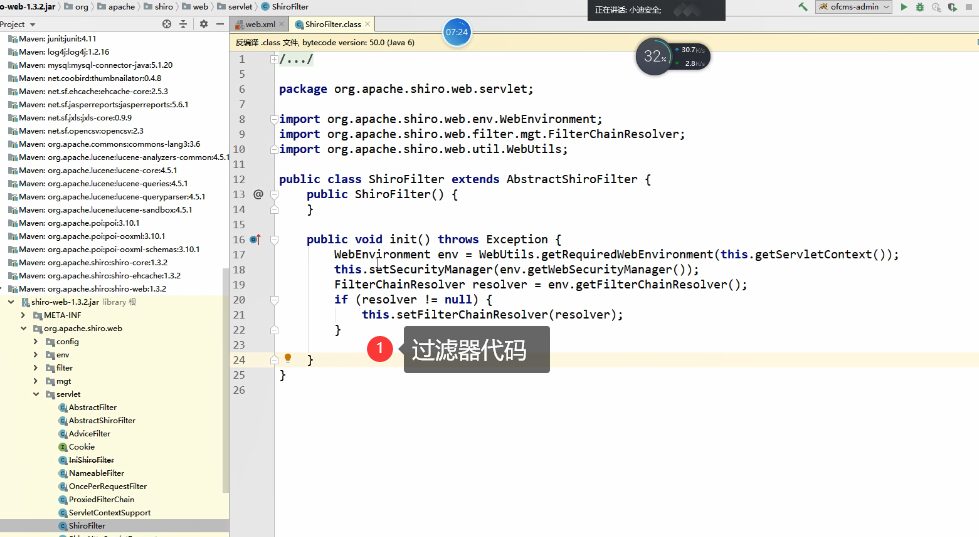 o-web-1.3.2.jar org apache shiro web servlet ShiroFilter
正在讲话: 小迪安全;
ofcms-admin
Project
web.xml ShiroFilter.class
07:24
反编译 .class 文件, bytecode version: 50.0 (Java 6)
32%
30.7K/s
2.8K/s
Maven: junit:junit:4.11
Maven: log4j:log4j:1.2.16
Maven: mysql:mysql-connector-java:5.1.20
Maven: net.coobird:thumbnailator:0.4.8
Maven: net.sf.ehcache:ehcache-core:2.5.3
Maven: net.sf.jasperreports:jasperreports:5.6.1
Maven: net.sf.jxls:jxls-core:0.9.9
Maven: net.sf.opencsv:opencsv:2.3
Maven: org.apache.commons:commons-lang3:3.6
Maven: org.apache.lucene:lucene-analyzers-common:4.5.1
Maven: org.apache.lucene:lucene-core:4.5.1
Maven: org.apache.lucene:lucene-queries:4.5.1
Maven: org.apache.lucene:lucene-queryparser:4.5.1
Maven: org.apache.lucene:lucene-sandbox:4.5.1
Maven: org.apache.poi:poi:3.10.1
Maven: org.apache.poi:poi-ooxml:3.10.1
Maven: org.apache.poi:poi-ooxml-schemas:3.10.1
Maven: org.apache.shiro:shiro-core:1.3.2
Maven: org.apache.shiro:shiro-ehcache:1.3.2
Maven: org.apache.shiro:shiro-web:1.3.2
shiro-web-1.3.2.jar library 根
META-INF
org.apache.shiro.web
config
env
filter
mgt
servlet
AbstractFilter
AbstractShiroFilter
AdviceFilter
Cookie
IniShiroFilter
NameableFilter
OncePerRequestFilter
ProxiedFilterChain
ServletContextSupport
ShiroFilter
1 /.../
5
6 package org.apache.shiro.web.servlet;
7
8 import org.apache.shiro.web.env.WebEnvironment;
9 import org.apache.shiro.web.filter.mgt.FilterChainResolver;
10 import org.apache.shiro.web.util.WebUtils;
11
12 public class ShiroFilter extends AbstractShiroFilter {
13 @ public ShiroFilter() {
14 }
15
16 public void init() throws Exception {
17 WebEnvironment env = WebUtils.getRequiredWebEnvironment(this.getServletContext());
18 this.setSecurityManager(env.getWebSecurityManager());
19 FilterChainResolver resolver = env.getFilterChainResolver();
20 if (resolver != null) {
21 this.setFilterChainResolver(resolver);
22 }
23
24 }
25 }
26
1 过滤器代码